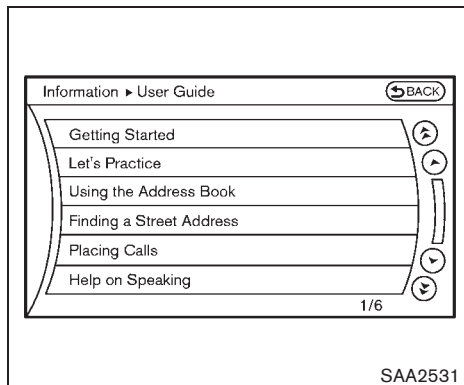 Information ▸ User Guide
BACK
Getting Started
Let's Practice
Using the Address Book
Finding a Street Address
Placing Calls
Help on Speaking
1/6
SAA2531